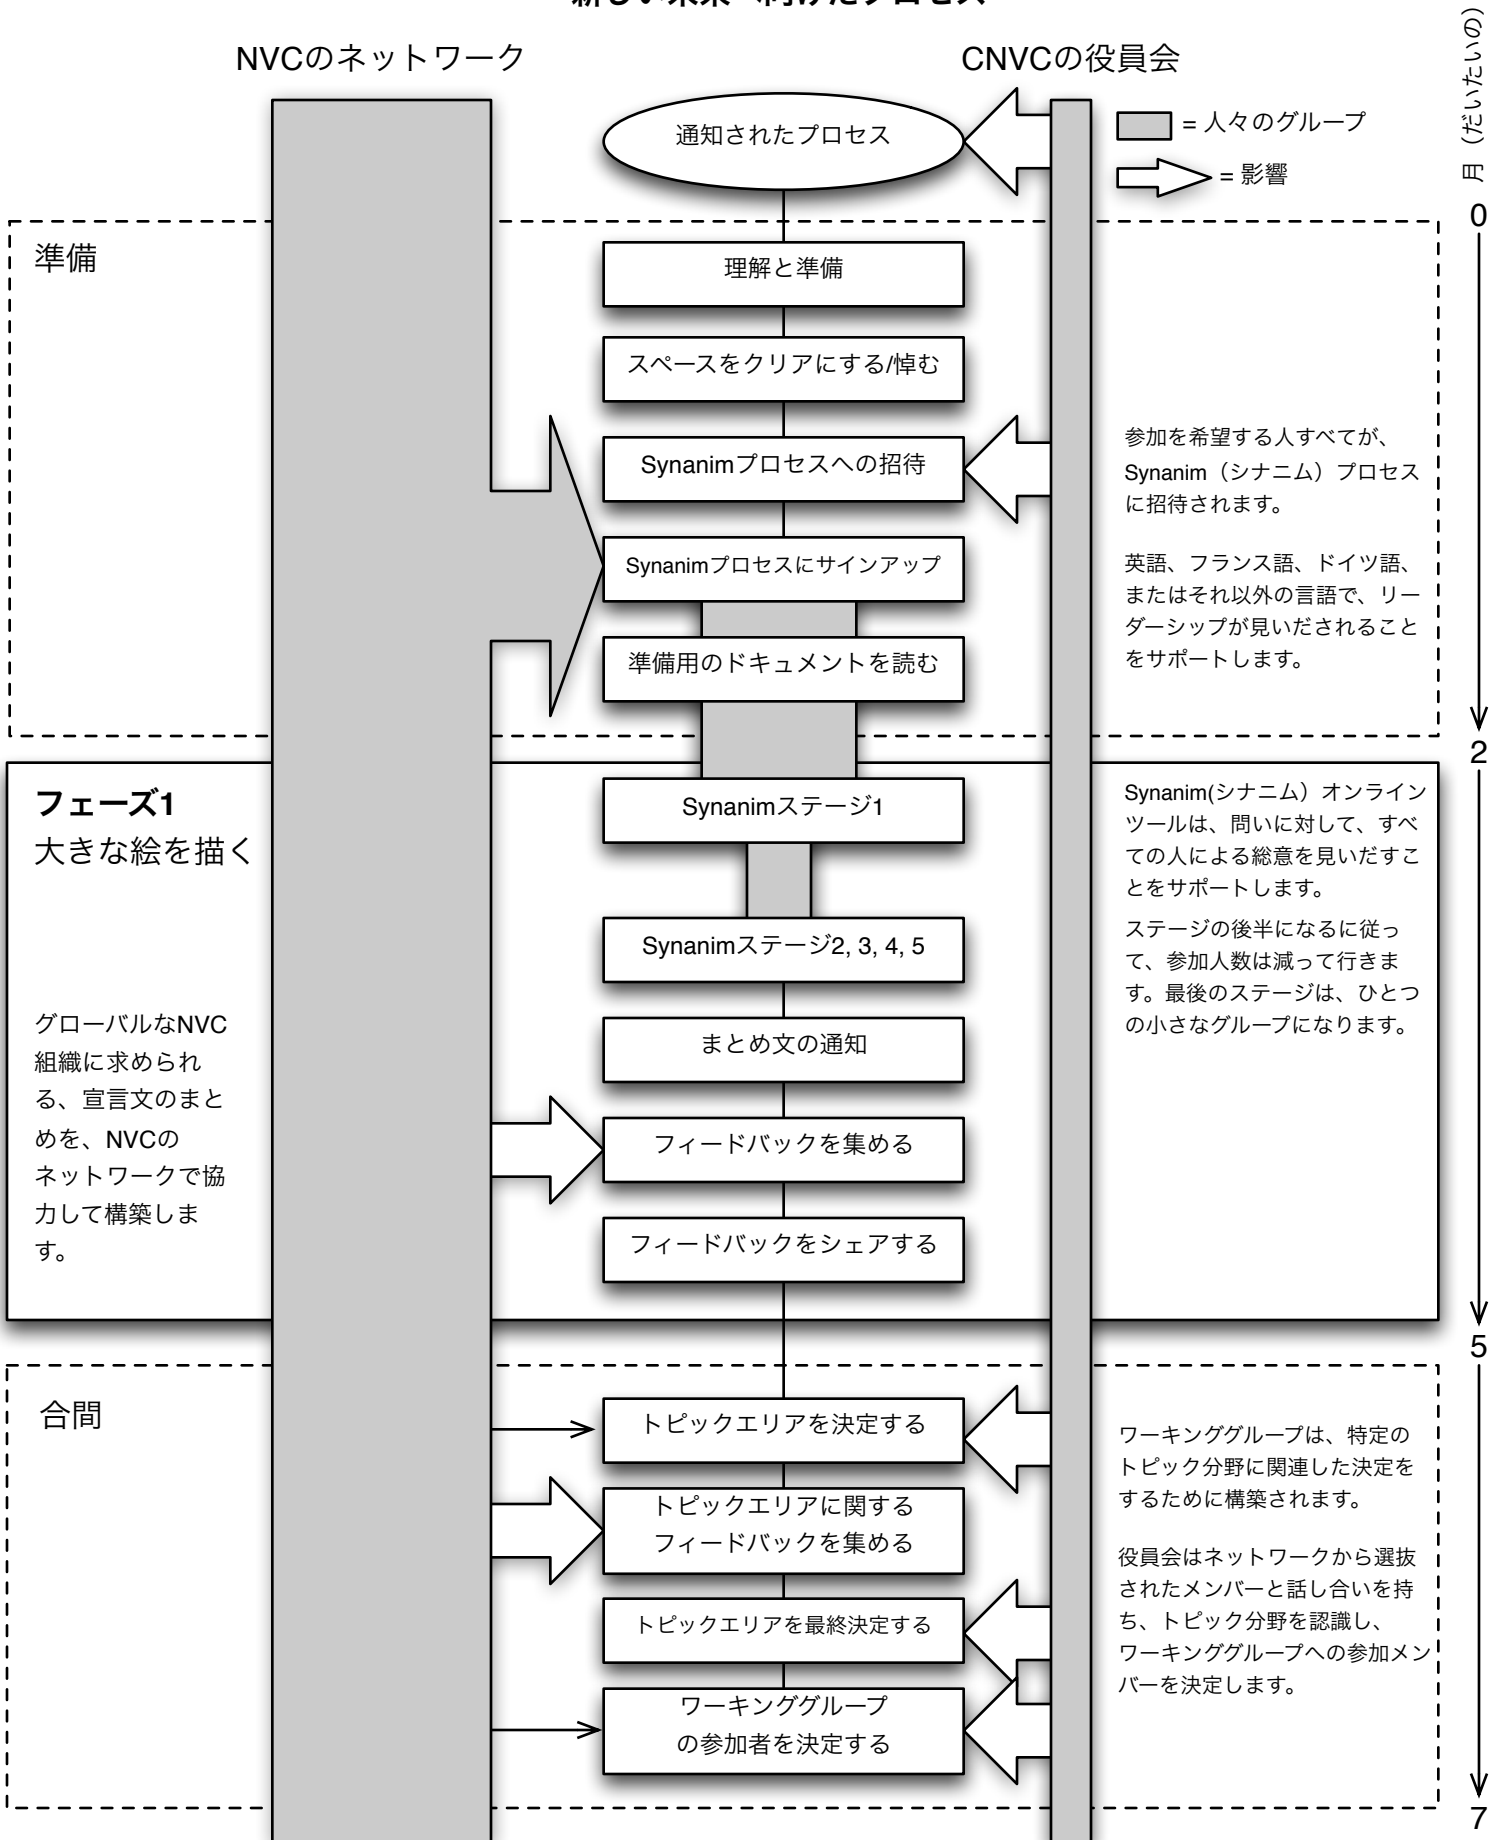 NVCのネットワーク
CNVCの役員会
月（だいたいの）
通知されたプロセス
= 人々のグループ
= 影響
0
準備
理解と準備
スペースをクリアにする/悼む
Synanimプロセスへの招待
Synanimプロセスにサインアップ
準備用のドキュメントを読む
参加を希望する人すべてが、
Synanim（シナニム）プロセス
に招待されます。
英語、フランス語、ドイツ語、
またはそれ以外の言語で、リー
ダーシップが見いだされること
をサポートします。
2
フェーズ1
大きな絵を描く
グローバルなNVC
組織に求められ
る、宣言文のまと
めを、NVCの
ネットワークで協
力して構築しま
す。
Synanimステージ1
Synanimステージ2, 3, 4, 5
まとめ文の通知
フィードバックを集める
フィードバックをシェアする
Synanim(シナニム）オンライン
ツールは、問いに対して、すべ
ての人による総意を見いだすこ
とをサポートします。
ステージの後半になるに従っ
て、参加人数は減って行きま
す。最後のステージは、ひとつ
の小さなグループになります。
5
合間
トピックエリアを決定する
トピックエリアに関する
フィードバックを集める
トピックエリアを最終決定する
ワーキンググループ
の参加者を決定する
ワーキンググループは、特定の
トピック分野に関連した決定を
するために構築されます。
役員会はネットワークから選抜
されたメンバーと話し合いを持
ち、トピック分野を認識し、
ワーキンググループへの参加メン
バーを決定します。
7